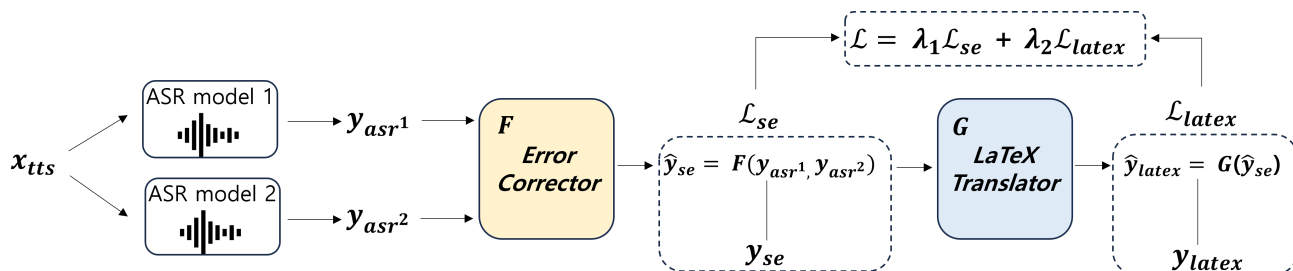 ℒ = λ₁ℒ_se + λ₂ℒ_latex
x_tts
ASR model 1
y_asr¹
ASR model 2
y_asr²
F
Error
Corrector
ℒ_se
ŷ_se = F(y_asr¹, y_asr²)
y_se
G
LaTeX
Translator
ℒ_latex
ŷ_latex = G(ŷ_se)
y_latex